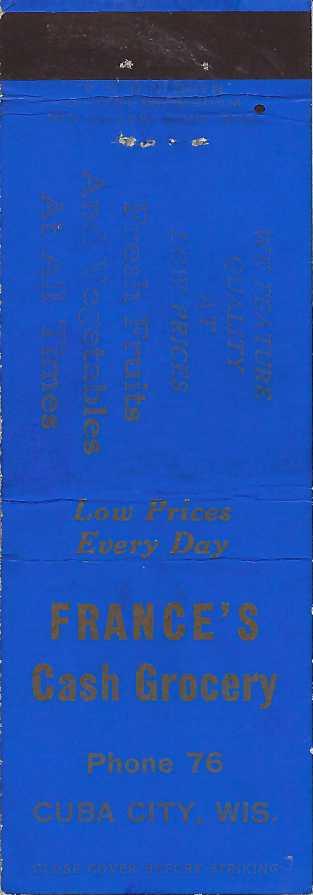 WE FEATURE
QUALITY
AT
LOW PRICES
Fresh Fruits
And Vegetables
At All Times
Low Prices
Every Day
FRANCE'S
Cash Grocery
Phone 76
CUBA CITY, WIS.
CLOSE COVER BEFORE STRIKING